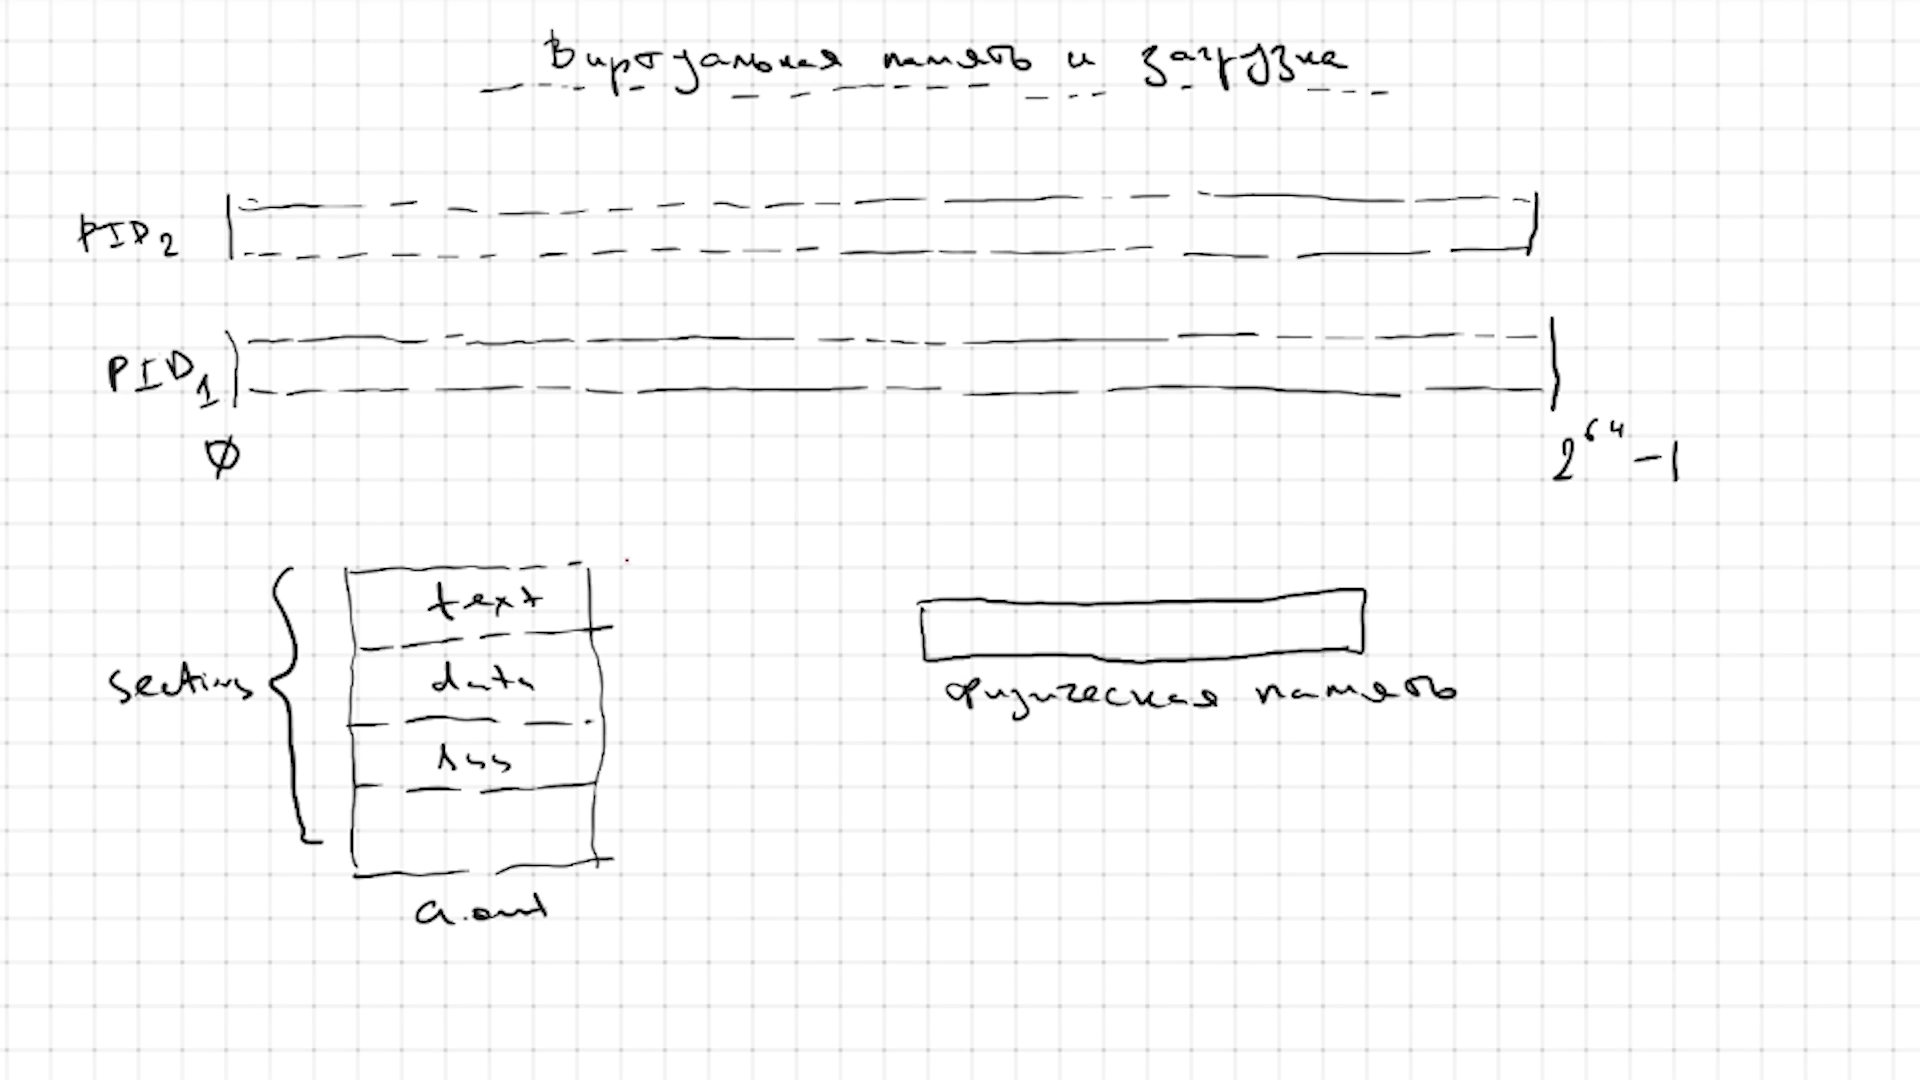 Виртуальная память и загрузка
PID2
PID1
0
2^64 - 1
text
data
bss
sections
физическая память
a.out